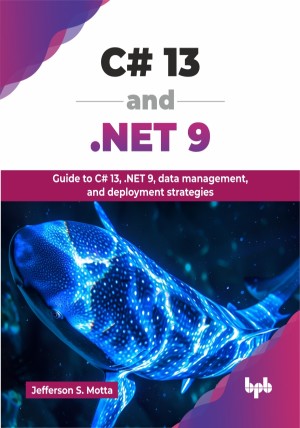 C# 13
and
.NET 9
Guide to C# 13, .NET 9, data management,
and deployment strategies
Jefferson S. Motta
bpb